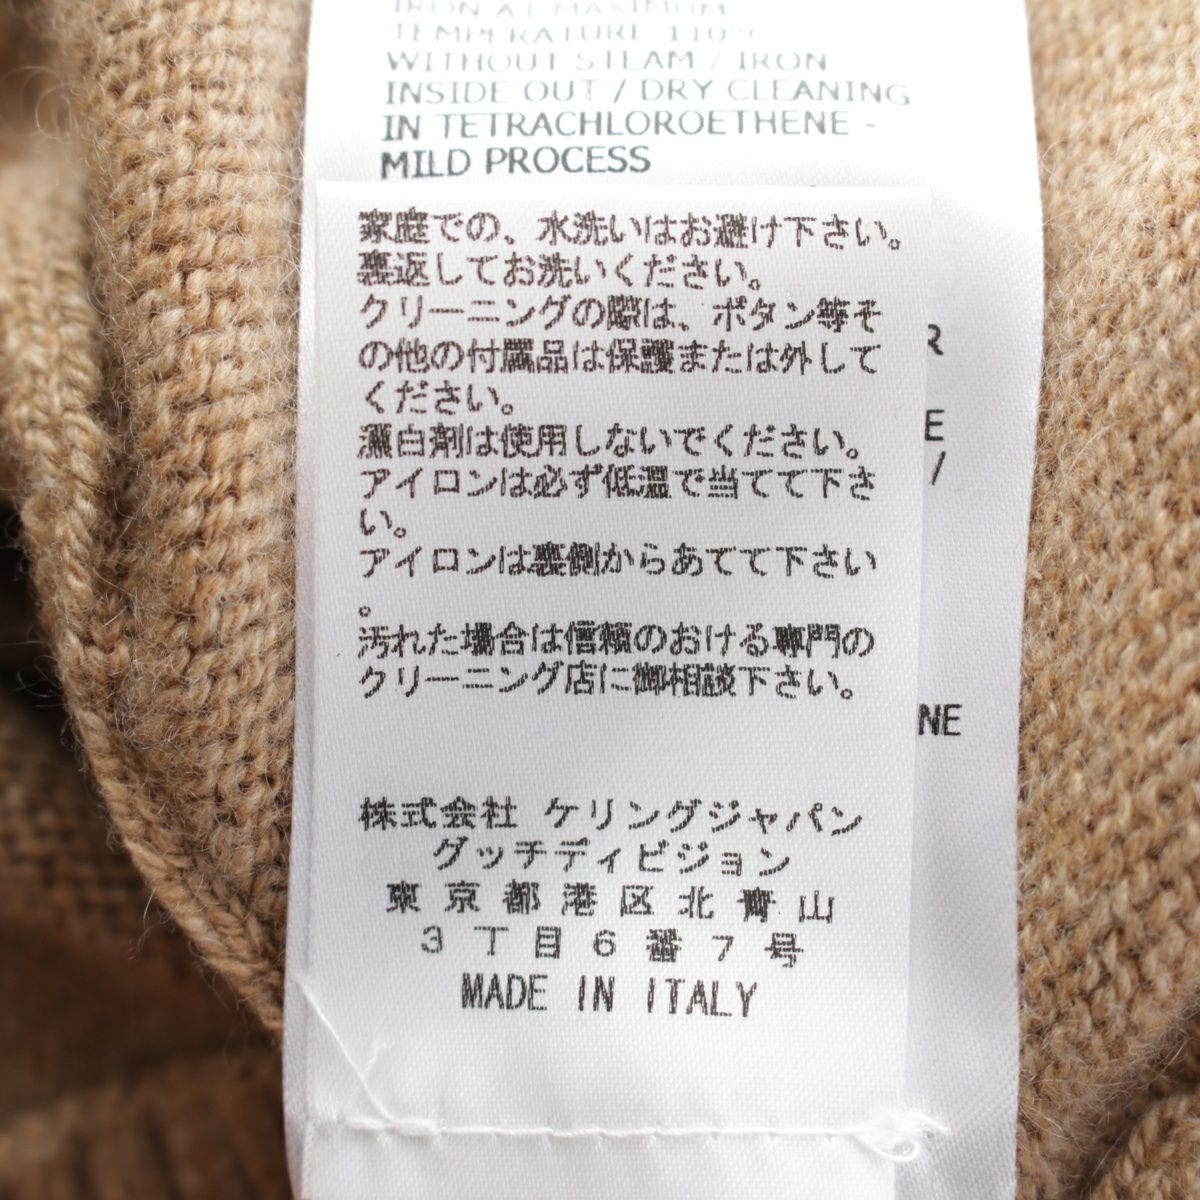 IRON AT MAXIMUM
TEMPERATURE 110°C
WITHOUT STEAM / IRON
INSIDE OUT / DRY CLEANING
IN TETRACHLOROETHENE -
MILD PROCESS
家庭での、水洗いはお避け下さい。
裏返してお洗いください。
クリーニングの際は、ボタン等そ
の他の付属品は保護または外して
ください。
漂白剤は使用しないでください。
アイロンは必ず低温で当てて下さ
い。
アイロンは裏側からあてて下さい
。
汚れた場合は信頼のおける専門の
クリーニング店に御相談下さい。
株式会社 ケリングジャパン
グッチディビジョン
東京都港区北青山
3丁目6番7号
MADE IN ITALY
R
E
/
NE